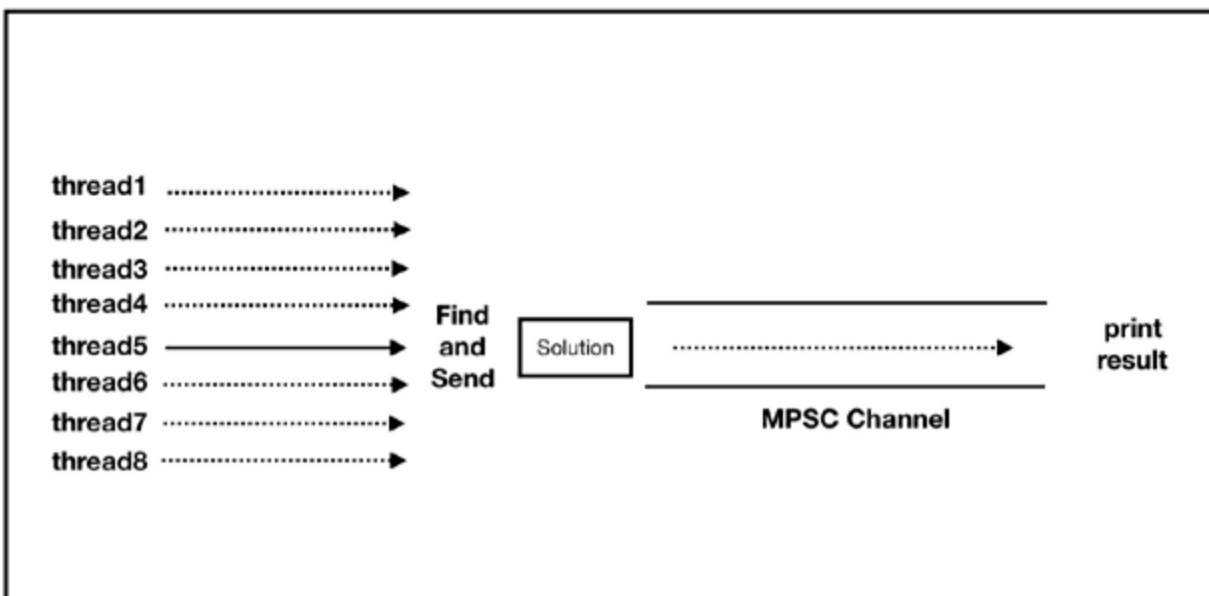 thread1
thread2
thread3
thread4
thread5
thread6
thread7
thread8
Find
and
Send
Solution
MPSC Channel
print
result